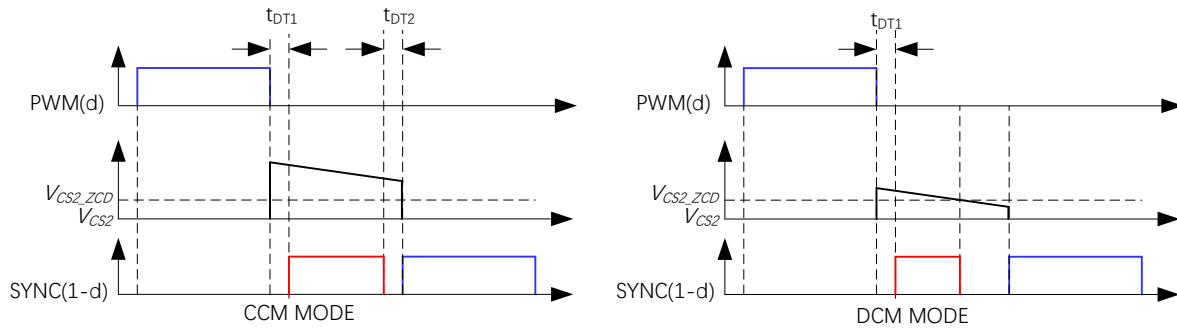 tDT1
tDT2
PWM(d)
VCS2_ZCD
VCS2
SYNC(1-d)
CCM MODE
tDT1
PWM(d)
VCS2_ZCD
VCS2
SYNC(1-d)
DCM MODE